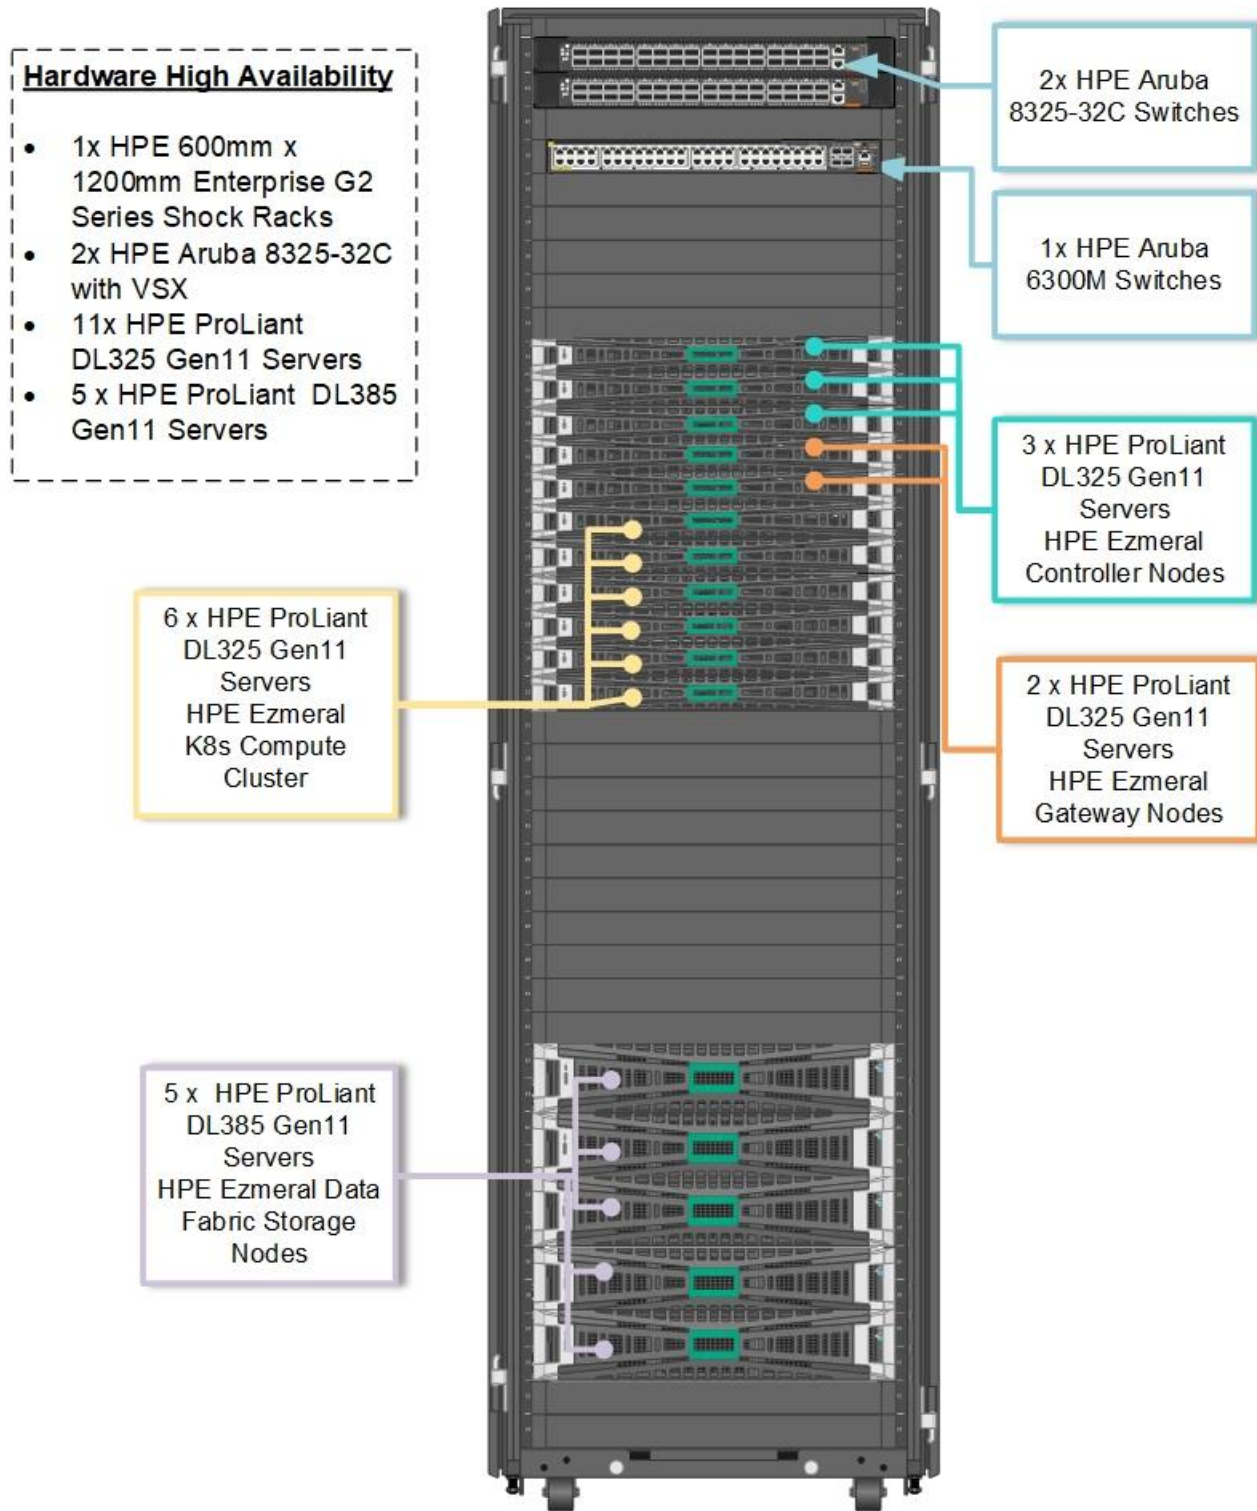 Hardware High Availability
• 1x HPE 600mm x
1200mm Enterprise G2
Series Shock Racks
• 2x HPE Aruba 8325-32C
with VSX
• 11x HPE ProLiant
DL325 Gen11 Servers
• 5 x HPE ProLiant DL385
Gen11 Servers
2x HPE Aruba
8325-32C Switches
1x HPE Aruba
6300M Switches
3 x HPE ProLiant
DL325 Gen11
Servers
HPE Ezmeral
Controller Nodes
6 x HPE ProLiant
DL325 Gen11
Servers
HPE Ezmeral
K8s Compute
Cluster
2 x HPE ProLiant
DL325 Gen11
Servers
HPE Ezmeral
Gateway Nodes
5 x HPE ProLiant
DL385 Gen11
Servers
HPE Ezmeral Data
Fabric Storage
Nodes